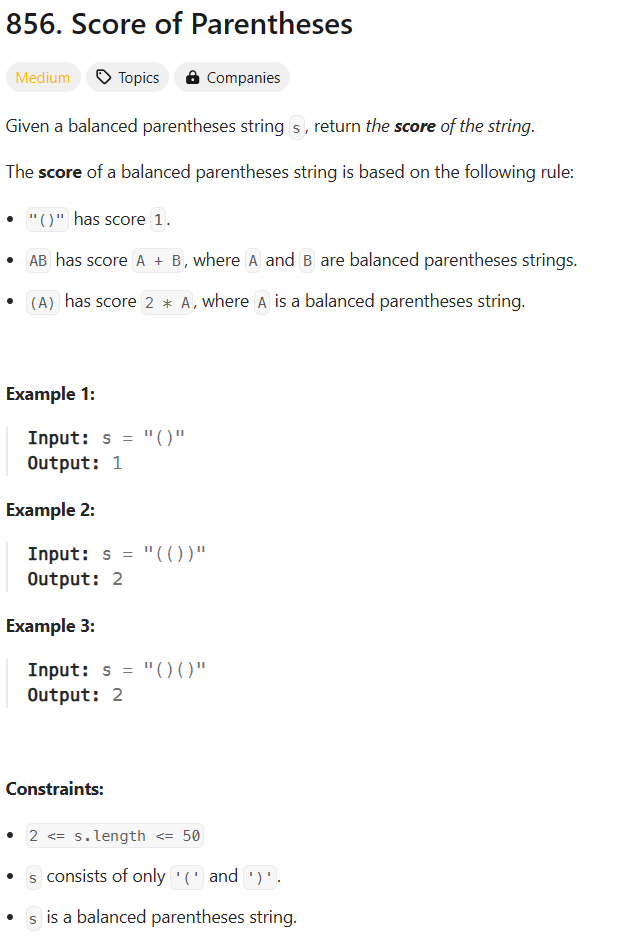 856. Score of Parentheses
Medium Topics Companies
Given a balanced parentheses string s, return the score of the string.
The score of a balanced parentheses string is based on the following rule:
• "()" has score 1.
• AB has score A + B, where A and B are balanced parentheses strings.
• (A) has score 2 * A, where A is a balanced parentheses string.
Example 1:
Input: s = "()"
Output: 1
Example 2:
Input: s = "(())"
Output: 2
Example 3:
Input: s = "()()"
Output: 2
Constraints:
• 2 <= s.length <= 50
• s consists of only '(' and ')'.
• s is a balanced parentheses string.